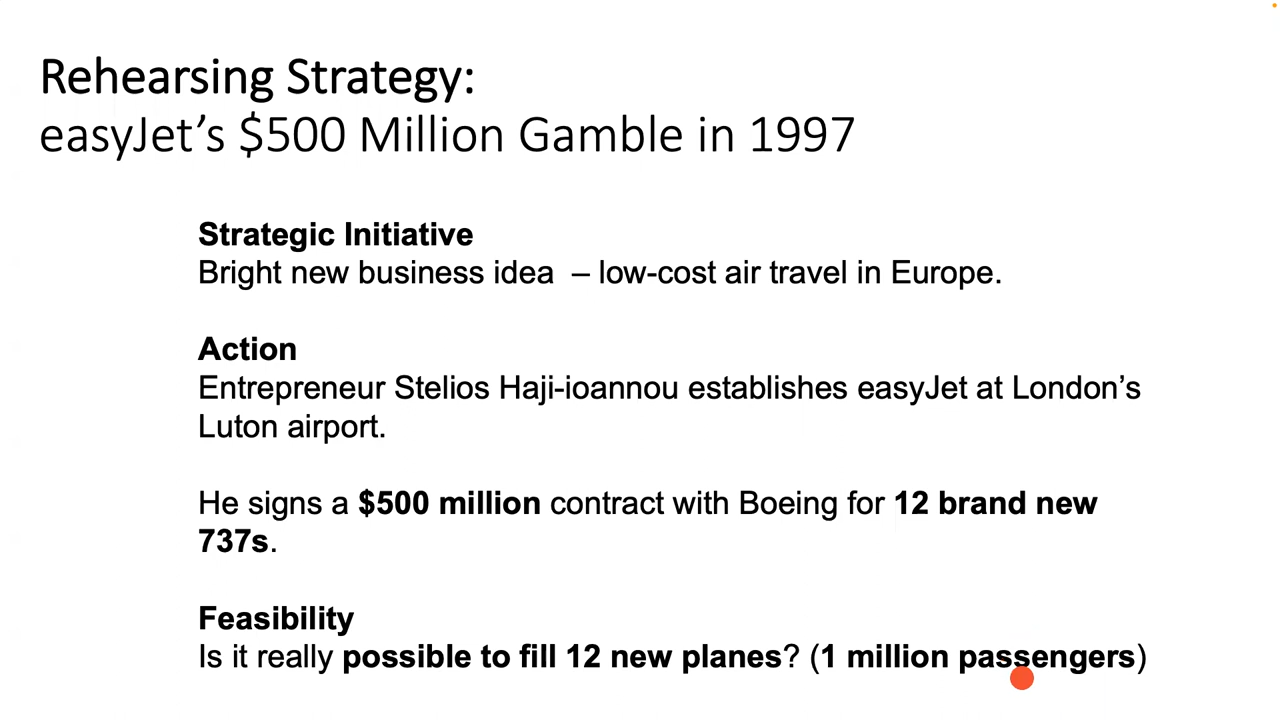 Rehearsing Strategy:
easyJet’s $500 Million Gamble in 1997
Strategic Initiative
Bright new business idea – low-cost air travel in Europe.
Action
Entrepreneur Stelios Haji-ioannou establishes easyJet at London’s
Luton airport.
He signs a $500 million contract with Boeing for 12 brand new
737s.
Feasibility
Is it really possible to fill 12 new planes? (1 million passengers)